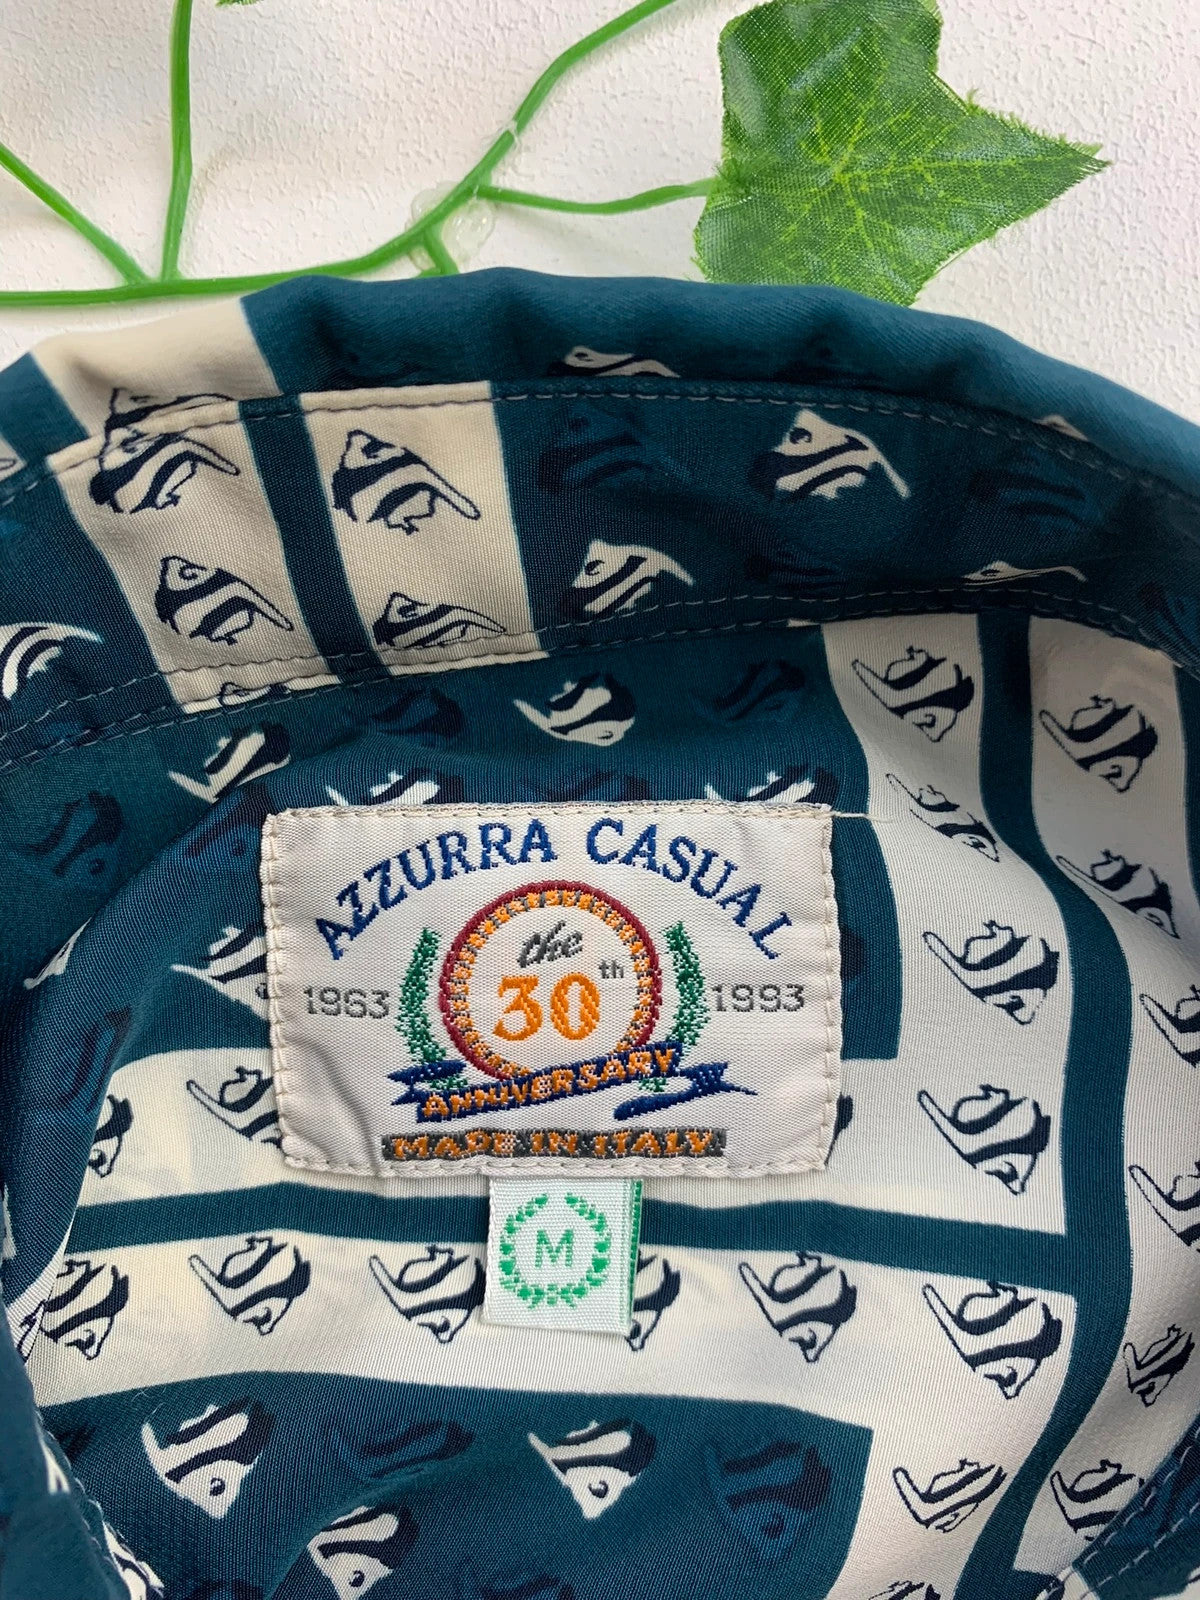 AZZURRA CASUAL
the
1963 30th 1993
ANNIVERSARY
MADE IN ITALY
M